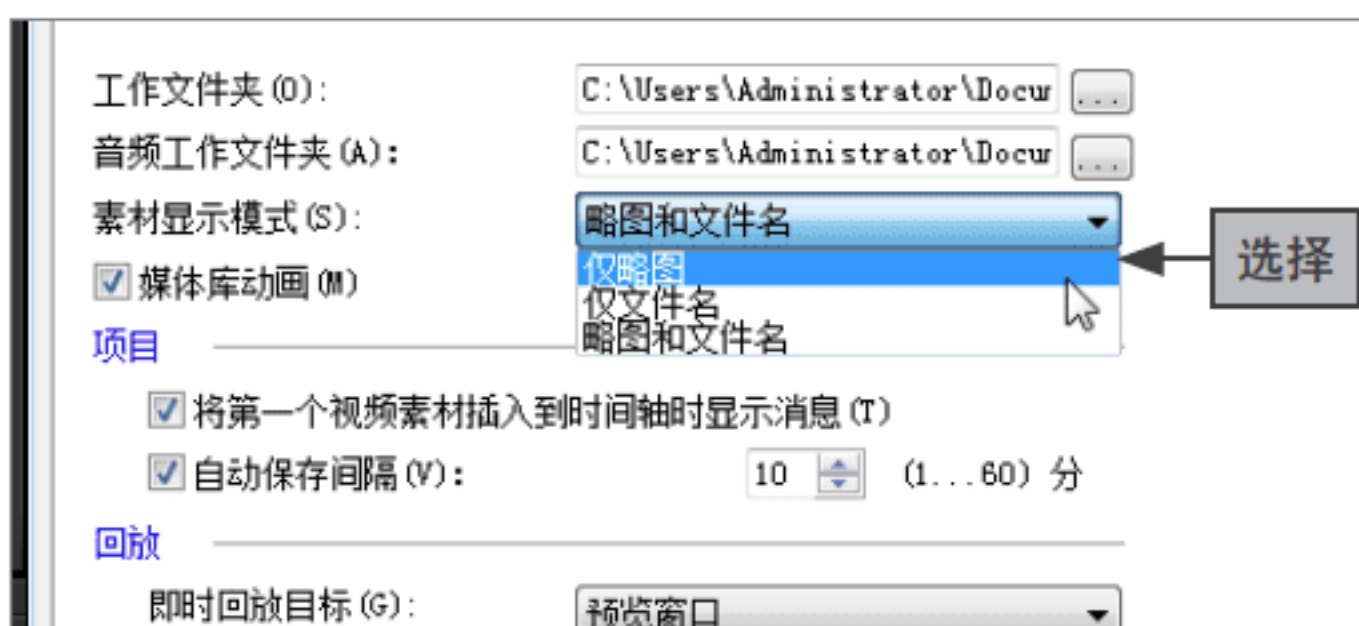 工作文件夹(O): C:\Users\Administrator\Docum ...
音频工作文件夹(A): C:\Users\Administrator\Docum ...
素材显示模式(S): 略图和文件名
仅略图 选择
媒体库动画(M)
仅文件名
略图和文件名
项目
将第一个视频素材插入到时间轴时显示消息(T)
自动保存间隔(V): 10 (1...60) 分
回放
即时回放目标(G): 预览窗口